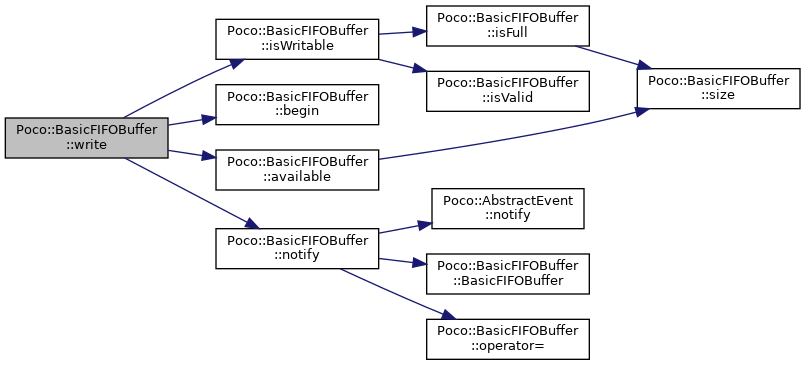 Poco::BasicFIFOBuffer
::write
Poco::BasicFIFOBuffer
::isWritable
Poco::BasicFIFOBuffer
::begin
Poco::BasicFIFOBuffer
::available
Poco::BasicFIFOBuffer
::notify
Poco::BasicFIFOBuffer
::isFull
Poco::BasicFIFOBuffer
::isValid
Poco::BasicFIFOBuffer
::size
Poco::AbstractEvent
::notify
Poco::BasicFIFOBuffer
::BasicFIFOBuffer
Poco::BasicFIFOBuffer
::operator=